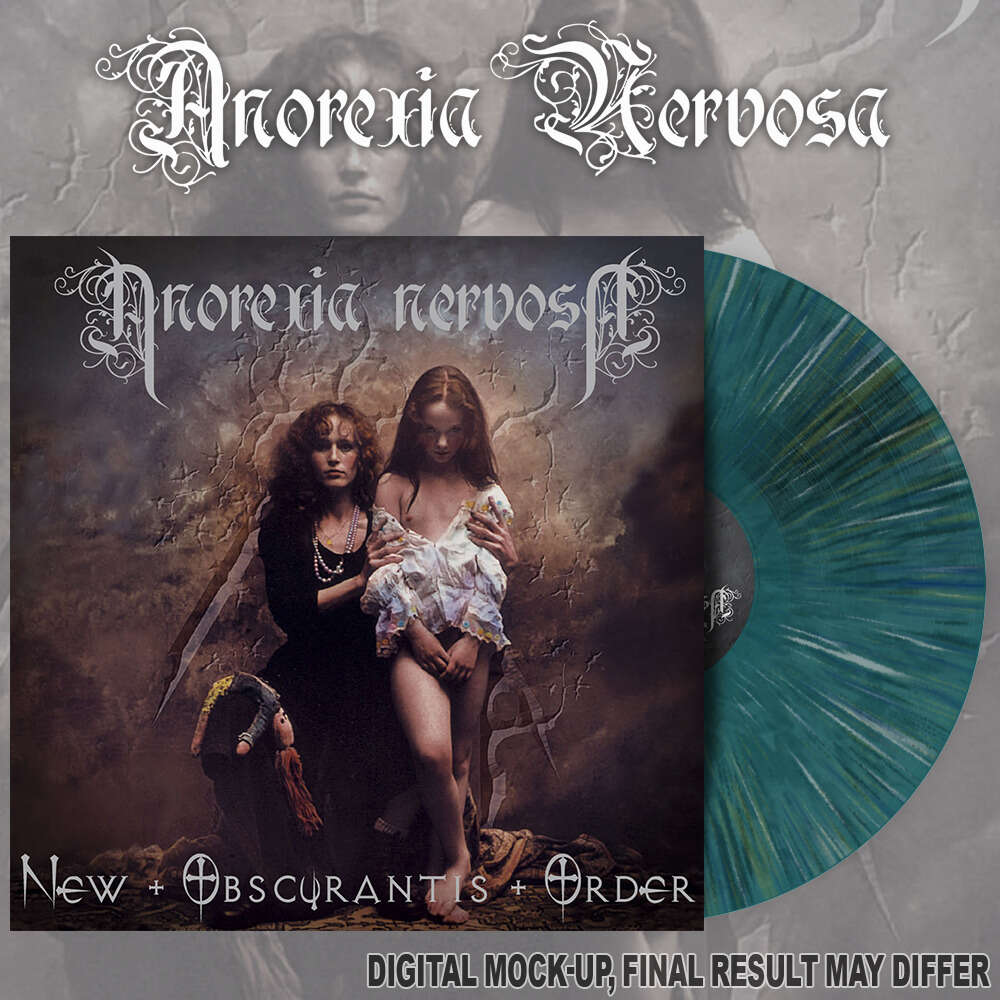 Anorexia Nervosa
Anorexia nervosA
New + Obscurantis + Order
DIGITAL MOCK-UP, FINAL RESULT MAY DIFFER